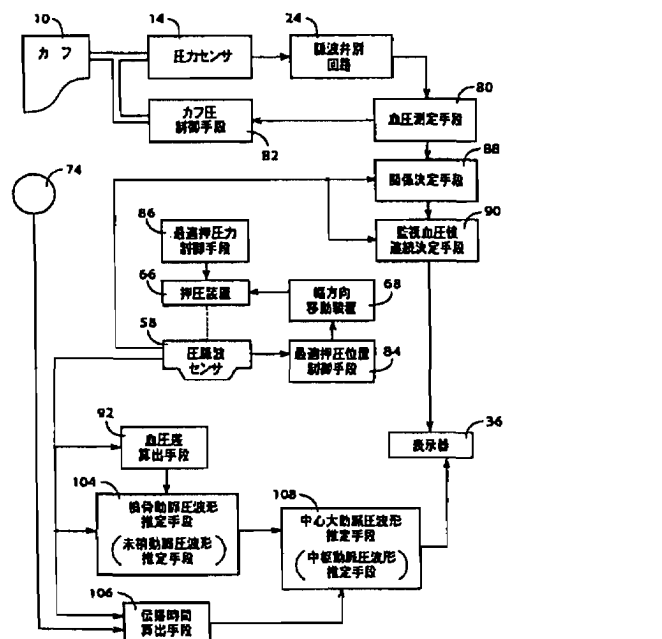 10
カフ
14
圧力センサ
24
脈波弁別
回路
80
血圧測定手段
カフ圧
制御手段
82
88
関係決定手段
74
90
監視血圧値
連続決定手段
86
最適押圧力
制御手段
66
押圧装置
68
幅方向
移動装置
58
圧脈波
センサ
最適押圧位置
制御手段
84
92
血圧差
算出手段
36
表示器
104
橈骨動脈圧波形
推定手段
(末梢動脈圧波形
推定手段)
108
中心大動脈圧波形
推定手段
(中枢動脈圧波形
推定手段)
106
伝播時間
算出手段